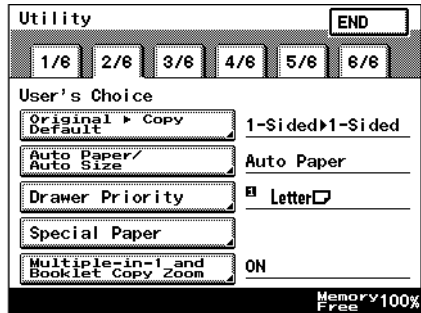 Utility END
1/6 2/6 3/6 4/6 5/6 6/6
User's Choice
Original ▸ Copy
Default
1-Sided▸1-Sided
Auto Paper/
Auto Size
Auto Paper
Drawer Priority
1 Letter
Special Paper
Multiple-in-1 and
Booklet Copy Zoom
ON
Memory
Free 100%